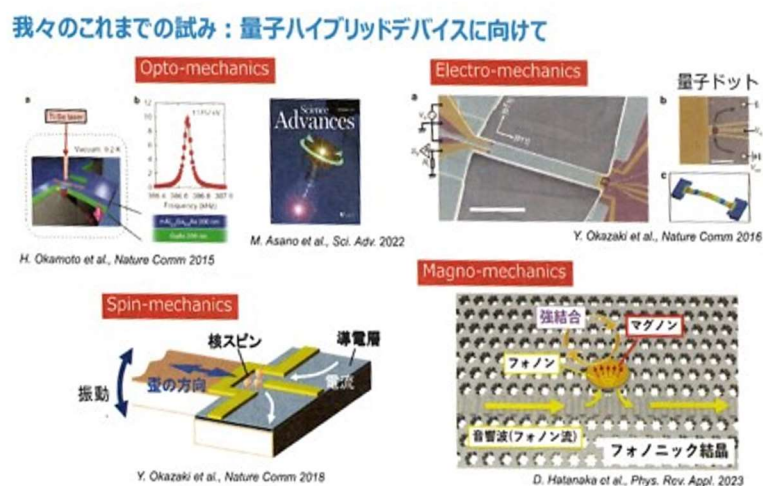 我々のこれまでの試み：量子ハイブリッドデバイスに向けて
Opto-mechanics
a
b
Vacuum
Frequency (kHz)
Science
Advances
H. Okamoto et al., Nature Comm 2015
M. Asano et al., Sci. Adv. 2022
Electro-mechanics
量子ドット
a
b
c
Y. Okazaki et al., Nature Comm 2016
Spin-mechanics
核スピン
導電層
歪の方向
電流
振動
Y. Okazaki et al., Nature Comm 2018
Magno-mechanics
強結合
マグノン
フォノン
音響波(フォノン流)
フォノニック結晶
D. Hatanaka et al., Phys. Rev. Appl. 2023